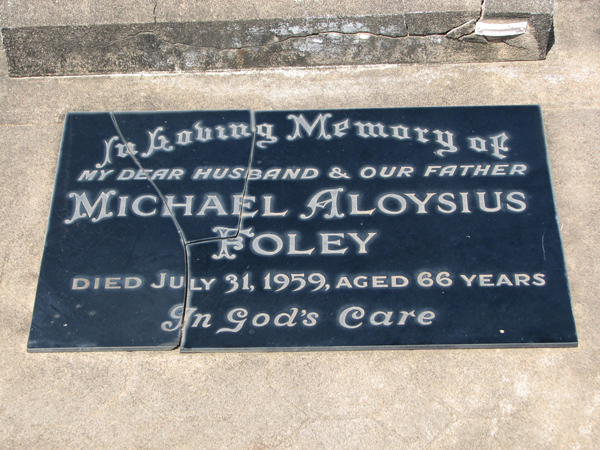 In Loving Memory of
MY DEAR HUSBAND & OUR FATHER
MICHAEL ALOYSIUS
FOLEY
DIED JULY 31, 1959, AGED 66 YEARS
In God's Care